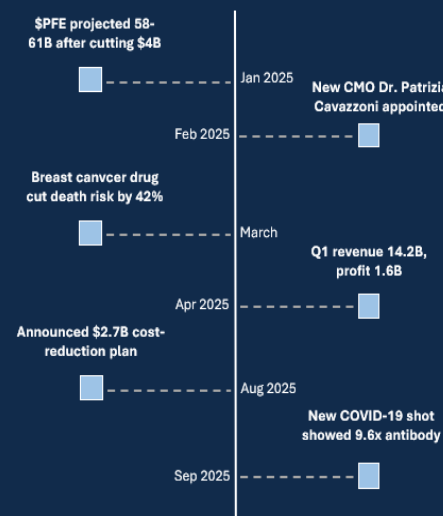 $PFE projected 58-
61B after cutting $4B
Jan 2025
New CMO Dr. Patrizia
Cavazzoni appointed
Feb 2025
Breast canvcer drug
cut death risk by 42%
March
Q1 revenue 14.2B,
profit 1.6B
Apr 2025
Announced $2.7B cost-
reduction plan
Aug 2025
New COVID-19 shot
showed 9.6x antibody
Sep 2025